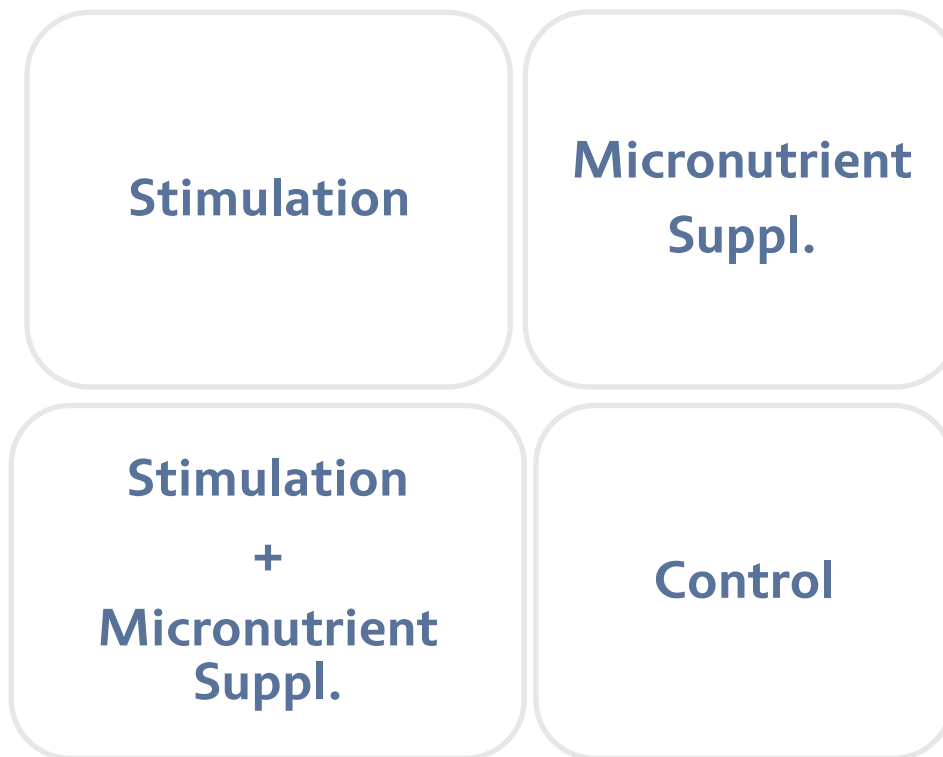 Stimulation
Micronutrient
Suppl.
Stimulation
+
Micronutrient
Suppl.
Control